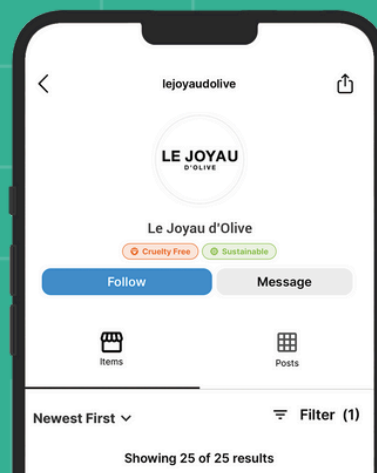 lejoyaudolive
LE JOYAU
D'OLIVE
Le Joyau d'Olive
Cruelty Free Sustainable
Follow Message
Items Posts
Newest First Filter (1)
Showing 25 of 25 results